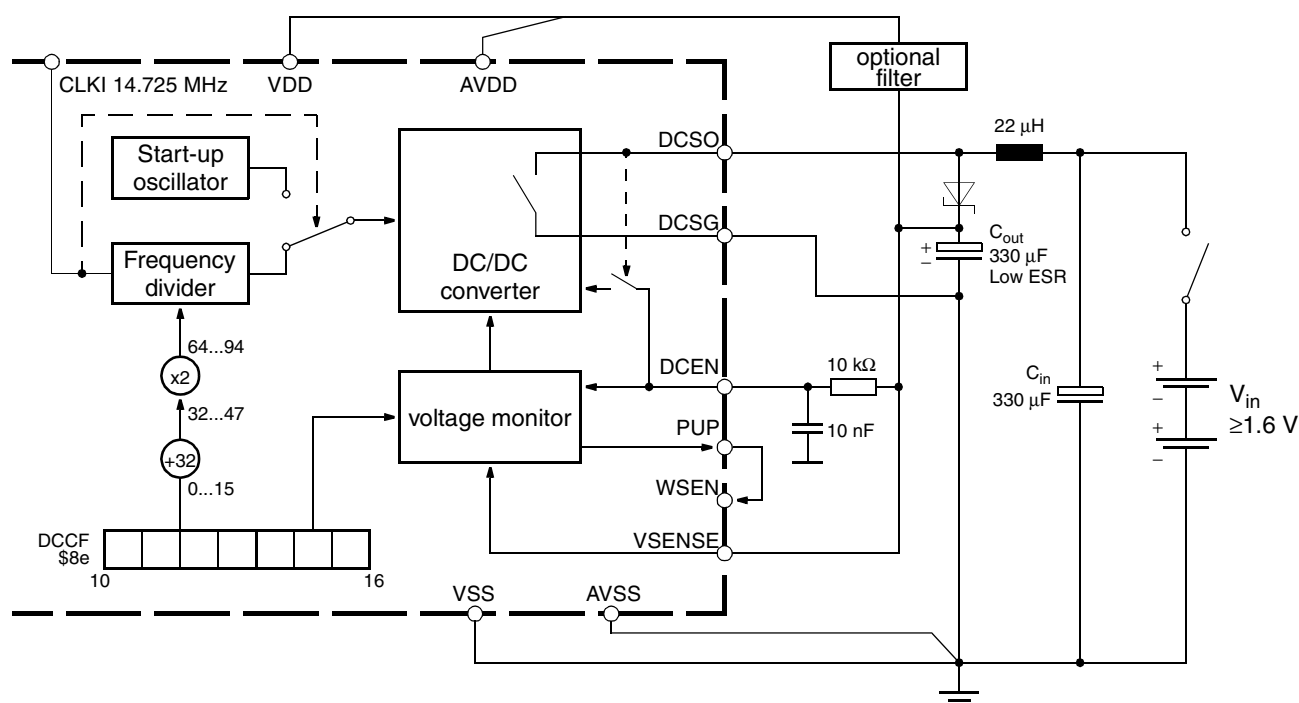 optional
filter
CLKI 14.725 MHz
VDD
AVDD
22 µH
DCSO
Start-up
oscillator
DCSG
Cout
+
−
330 µF
Low ESR
Frequency
divider
DC/DC
converter
64...94
x2
DCEN
10 kΩ
Cin
330 µF
+
−
+
−
Vin
≥1.6 V
32...47
voltage monitor
PUP
10 nF
+32
0...15
WSEN
DCCF
$8e
VSENSE
10
16
VSS
AVSS